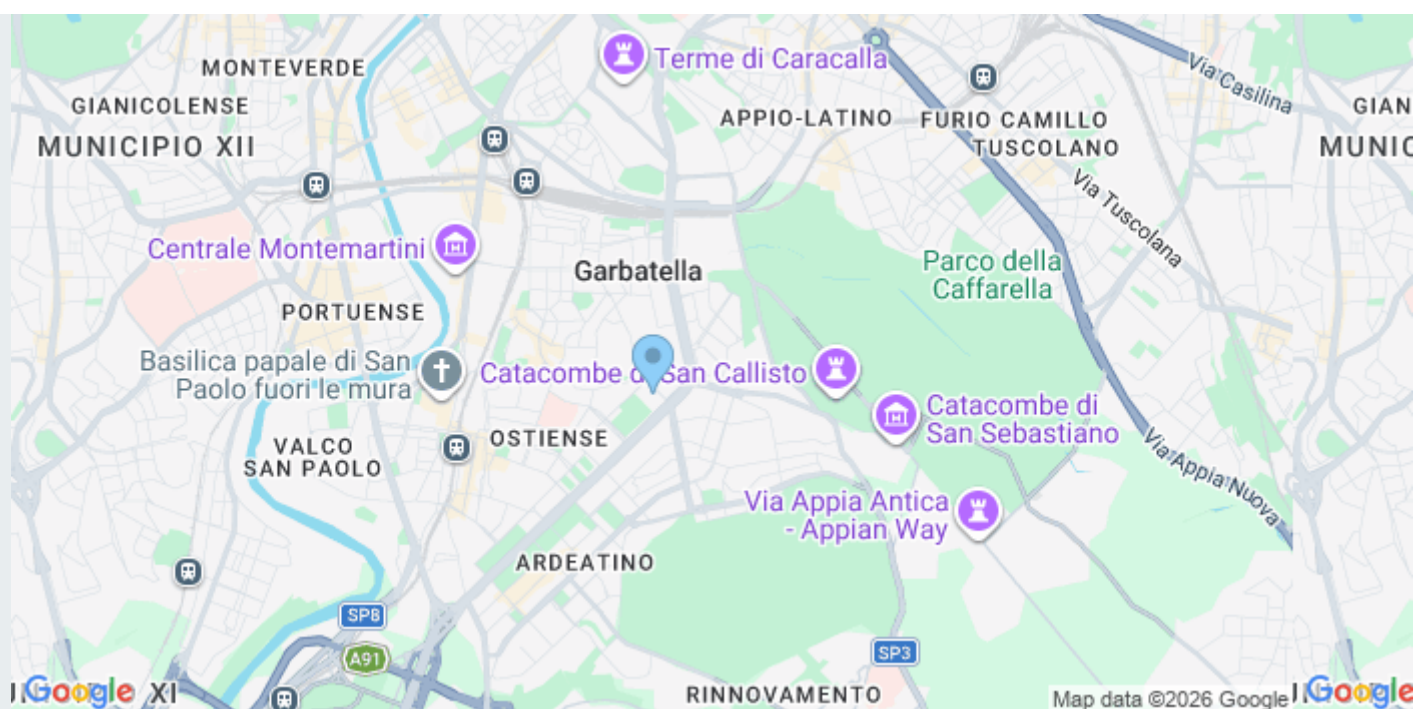 Terme di Caracalla
MONTEVERDE
Via Casilina
GIANICOLENSE
GIAN
APPIO-LATINO
FURIO CAMILLO
MUNICIPIO XII
TUSCOLANO
MUNIC
Via Tuscolana
Centrale Montemartini
Garbatella
Parco della
Caffarella
PORTUENSE
Basilica papale di San
Paolo fuori le mura
Catacombe di San Callisto
Catacombe di
San Sebastiano
OSTIENSE
VALCO
SAN PAOLO
Via Appia Nuova
Via Appia Antica
- Appian Way
ARDEATINO
SP8
A91
SP3
Google
XI
RINNOVAMENTO
Map data ©2026 Google
Google